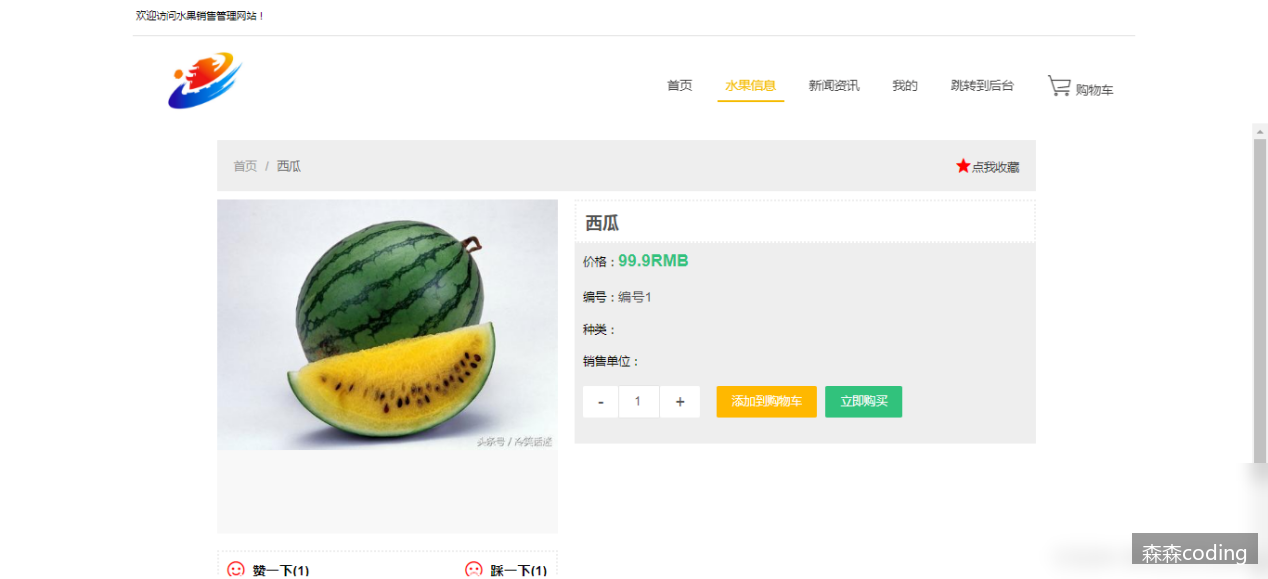 欢迎访问水果销售管理网站！
首页 水果信息 新闻资讯 我的 跳转到后台 购物车
首页 / 西瓜 点我收藏
西瓜
价格：99.9RMB
编号：编号1
种类：
销售单位：
- 1 + 添加到购物车 立即购买
头条号 /
赞一下(1) 踩一下(1)
森森coding